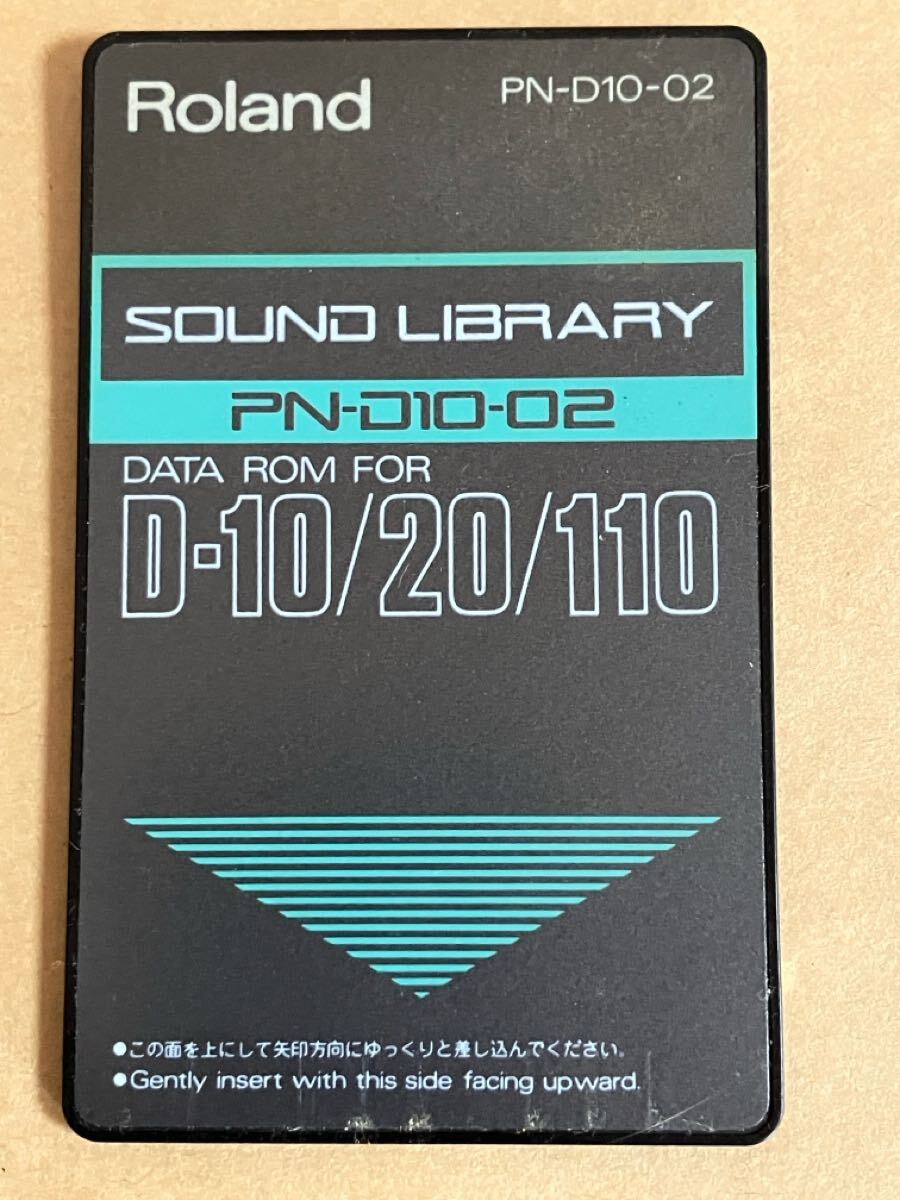 Roland
PN-D10-02
SOUND LIBRARY
PN-D10-02
DATA ROM FOR
D-10/20/110
●この面を上にして矢印方向にゆっくりと差し込んでください。
●Gently insert with this side facing upward.